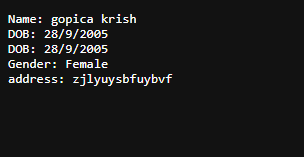 Name: gopica krish
DOB: 28/9/2005
DOB: 28/9/2005
Gender: Female
address: zjlyuysbfuybvf